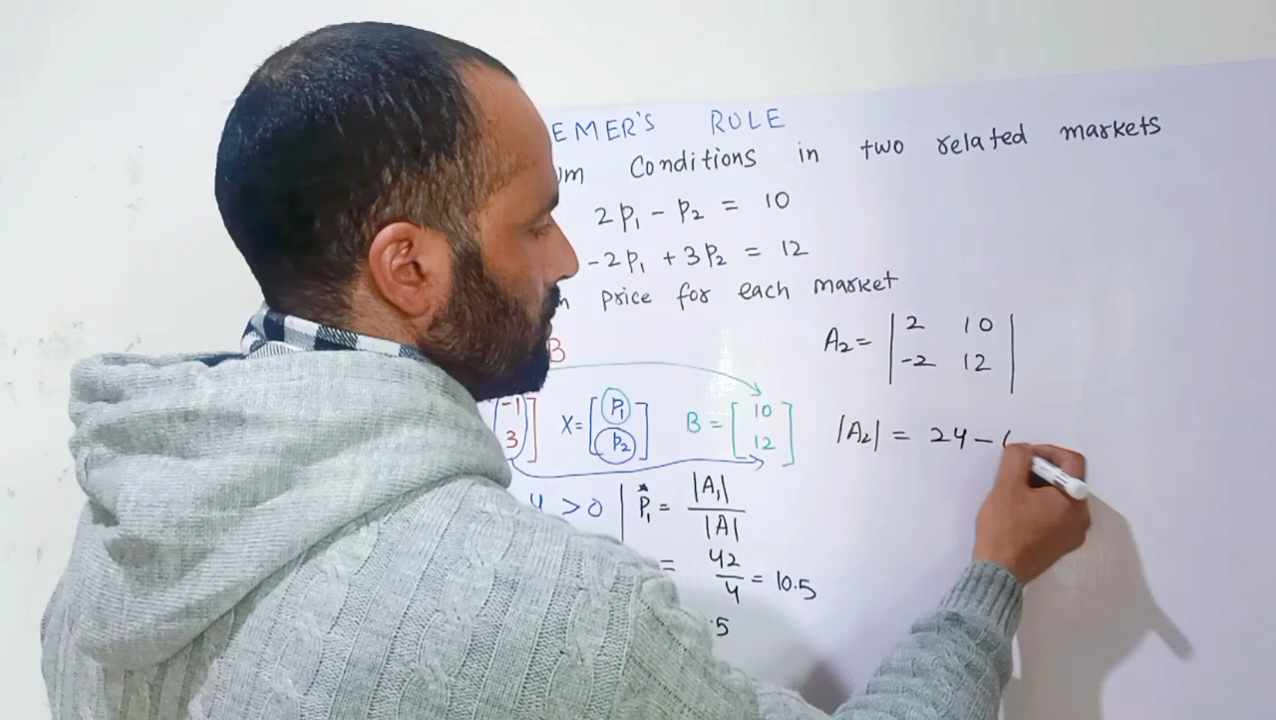 EMER'S RULE
um Conditions in two related markets
2P₁ - P₂ = 10
-2P₁ + 3P₂ = 12
price for each market
B
-1
3
X = [P₁ P₂]
B = [10 12]
4 > 0
P₁* = |A₁| / |A|
= 42/4 = 10.5
.5
A₂ = |2 10
-2 12|
|A₂| = 24 - (